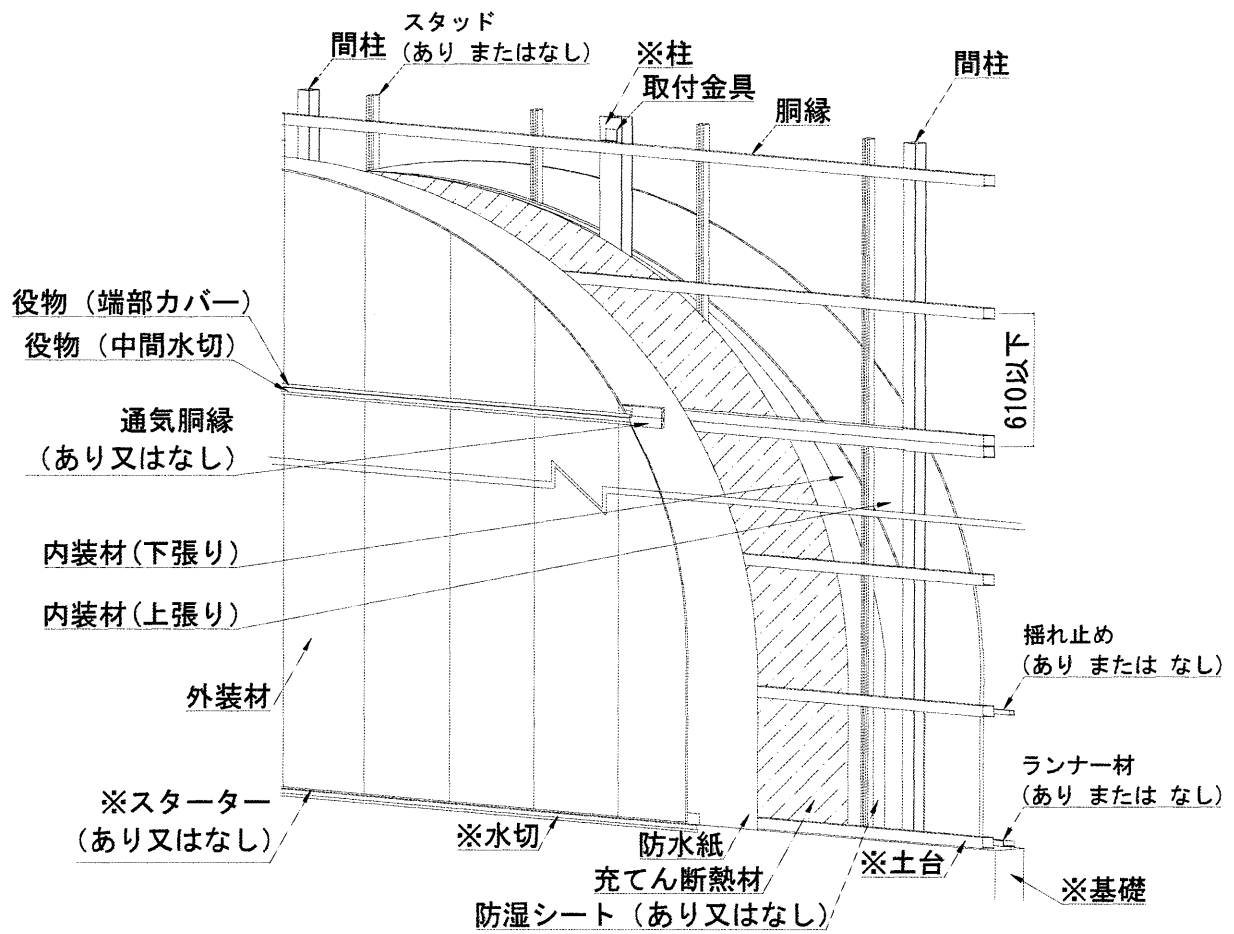 スタッド
(あり またはなし)
間柱
※柱
取付金具
間柱
胴縁
役物（端部カバー）
役物（中間水切）
610以下
通気胴縁
（あり又はなし）
内装材(下張り)
内装材(上張り)
外装材
揺れ止め
(あり または なし)
ランナー材
(あり または なし)
※スターター
(あり又はなし)
※水切
防水紙
※土台
充てん断熱材
※基礎
防湿シート（あり又はなし）